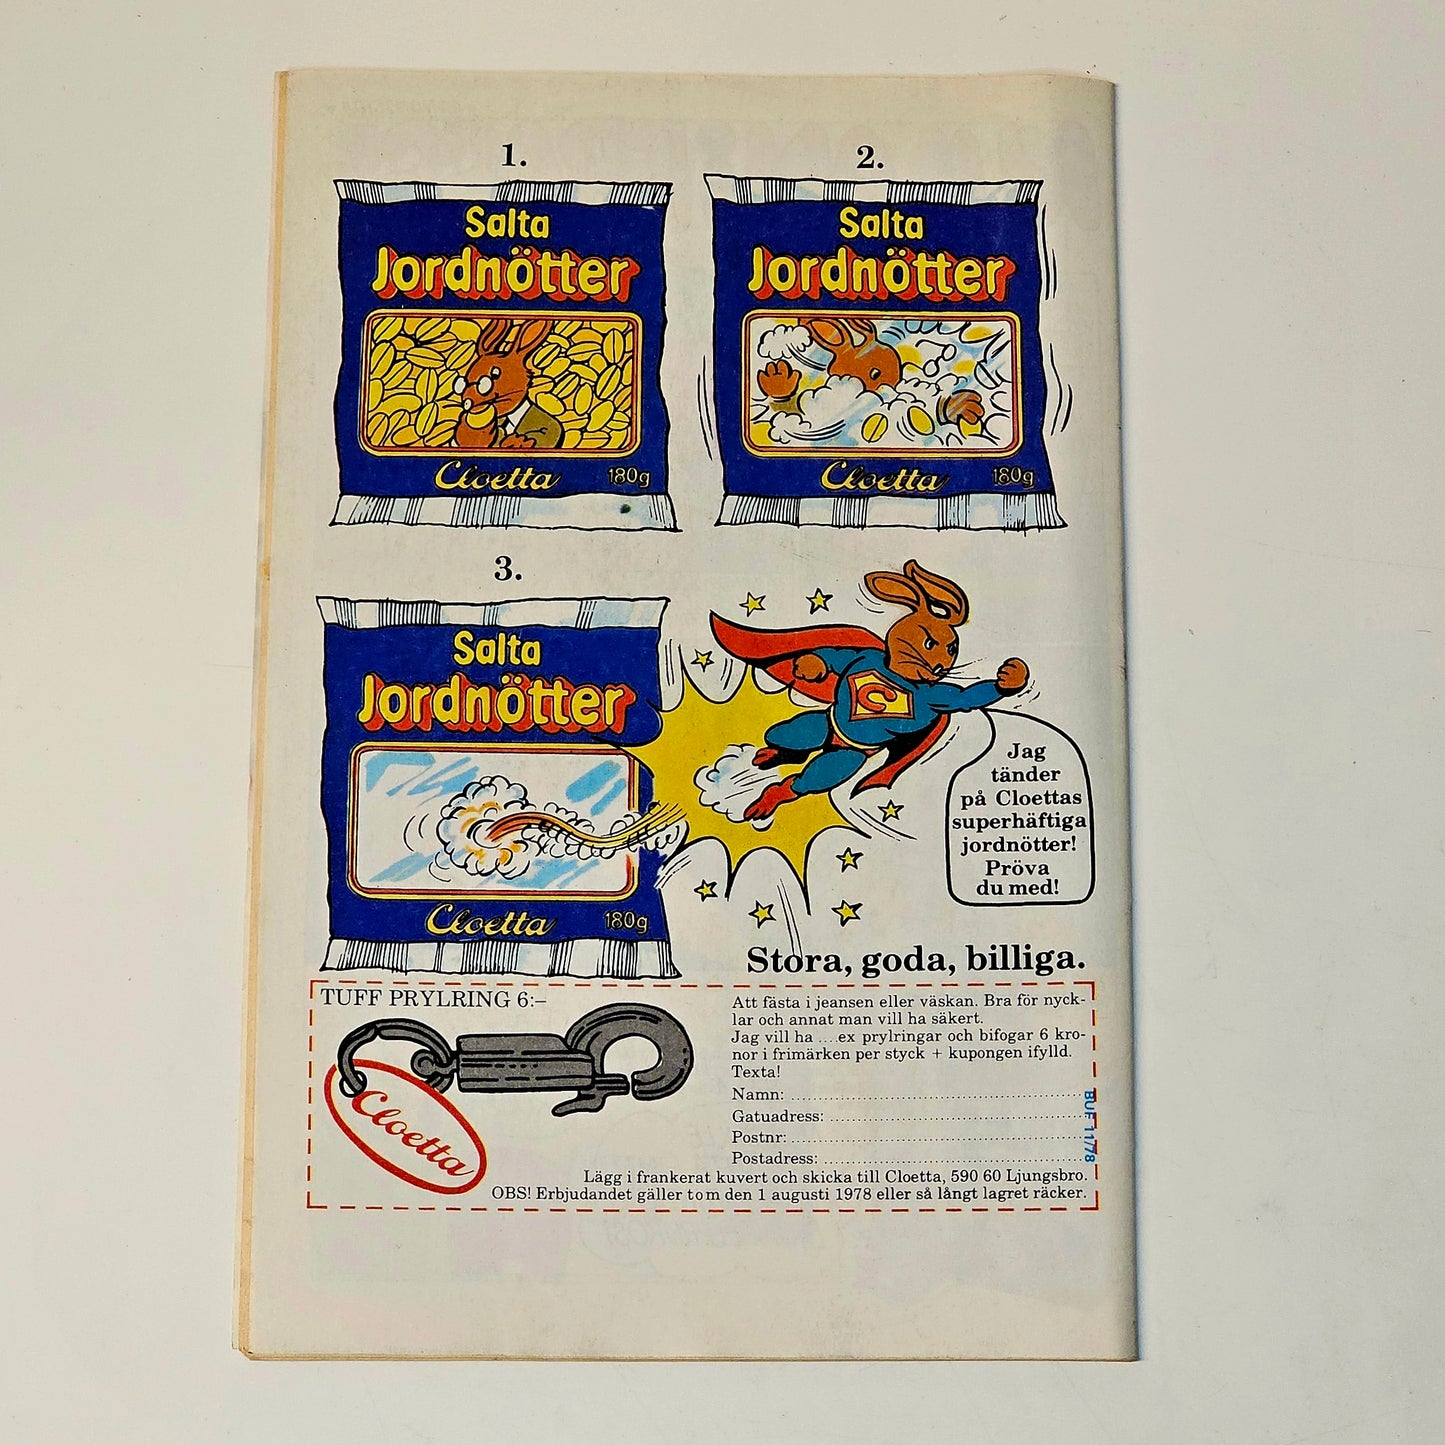 1.
Salta
Jordnötter
Cloetta 180g
2.
Salta
Jordnötter
Cloetta 180g
3.
Salta
Jordnötter
Cloetta 180g
C
Jag
tänder
på Cloettas
superhäftiga
jordnötter!
Pröva
du med!
Stora, goda, billiga.
TUFF PRYLRING 6:–
Cloetta
Att fästa i jeansen eller väskan. Bra för nyck-
lar och annat man vill ha säkert.
Jag vill ha ....ex prylringar och bifogar 6 kro-
nor i frimärken per styck + kupongen ifylld.
Texta!
Namn:
Gatuadress:
Postnr:
Postadress:
BUF 11 78
Lägg i frankerat kuvert och skicka till Cloetta, 590 60 Ljungsbro.
OBS! Erbjudandet gäller tom den 1 augusti 1978 eller så långt lagret räcker.